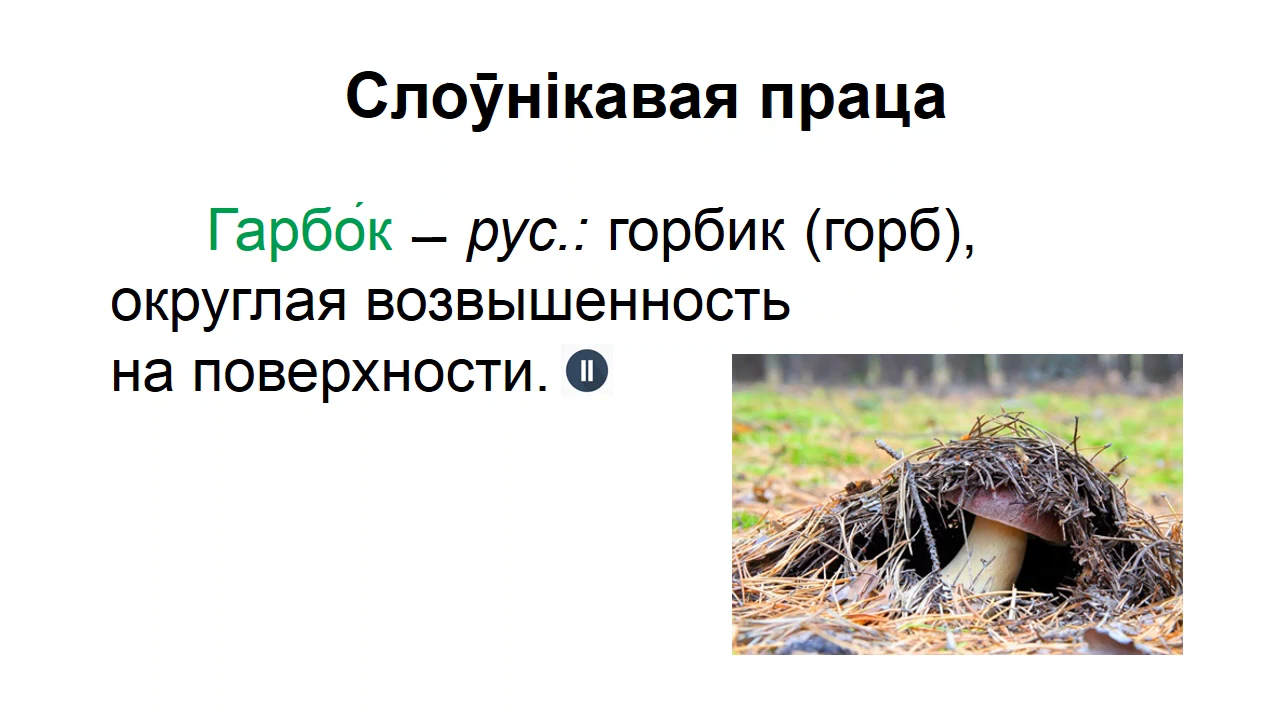 Слоўнікавая праца
Гарбо́к – рус.: горбик (горб),
округлая возвышенность
на поверхности.